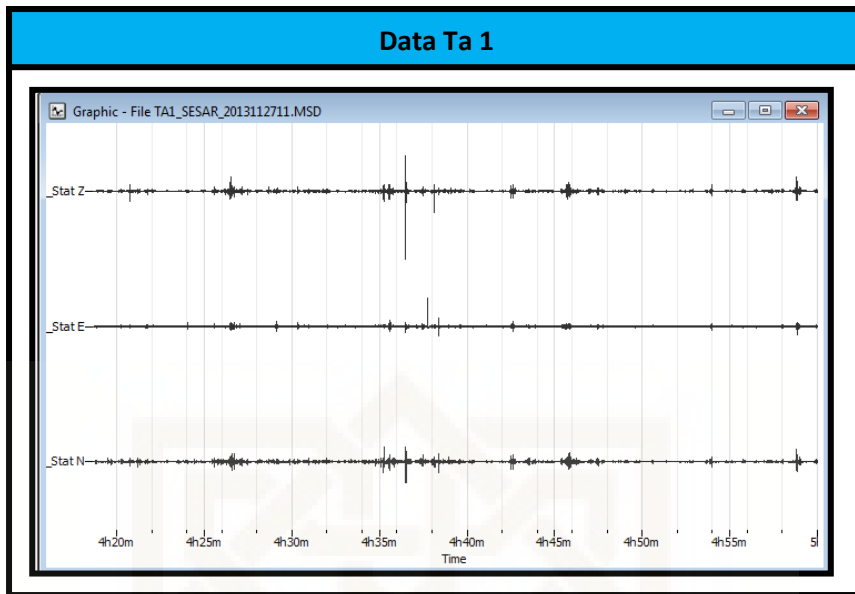 Data Ta 1
Graphic - File TA1_SESAR_2013112711.MSD
_Stat Z
_Stat E
_Stat N
4h20m 4h25m 4h30m 4h35m 4h40m 4h45m 4h50m 4h55m 5
Time